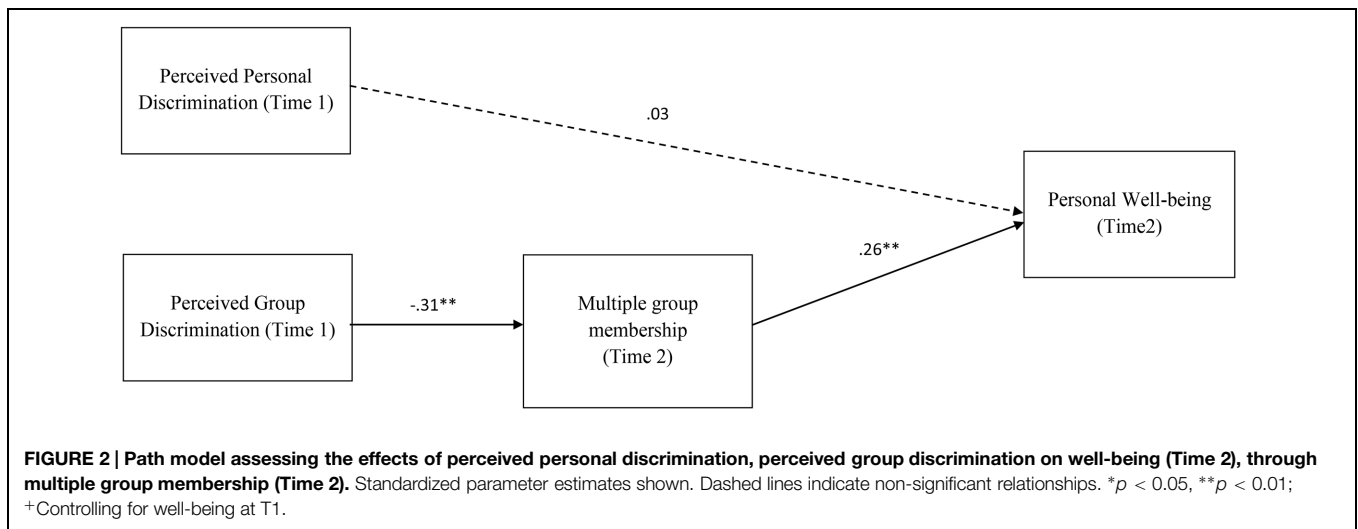 Perceived Personal
Discrimination (Time 1)
.03
Personal Well-being
(Time2)
.26**
Perceived Group
Discrimination (Time 1)
-.31**
Multiple group
membership
(Time 2)
FIGURE 2 | Path model assessing the effects of perceived personal discrimination, perceived group discrimination on well-being (Time 2), through
multiple group membership (Time 2). Standardized parameter estimates shown. Dashed lines indicate non-significant relationships. *p < 0.05, **p < 0.01;
+Controlling for well-being at T1.